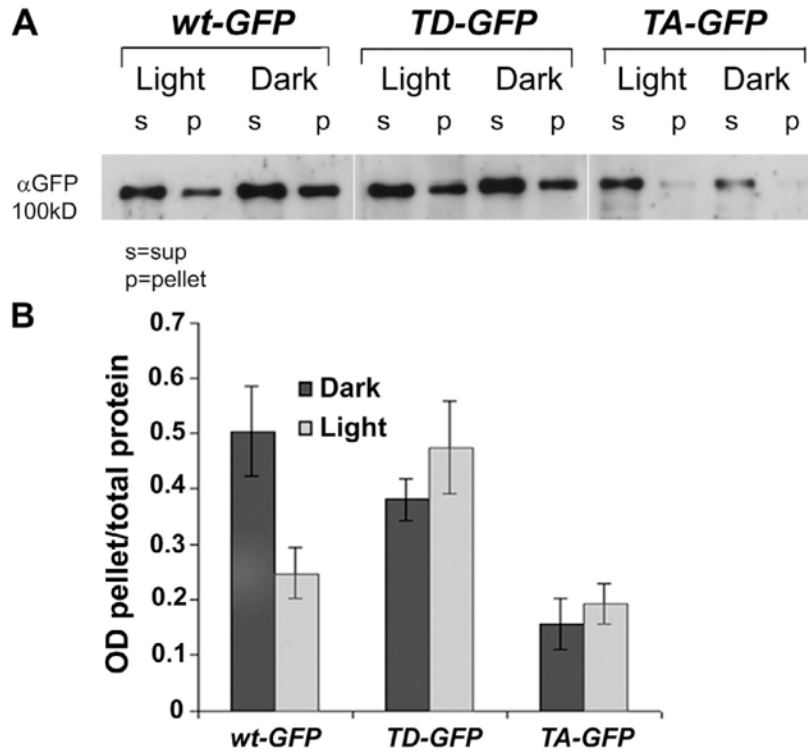 A
wt-GFP TD-GFP TA-GFP
Light Dark Light Dark Light Dark
s p s p s p s p s p s p
αGFP
100kD
s=sup
p=pellet
B
OD pellet/total protein
0.7
0.6
0.5
0.4
0.3
0.2
0.1
0
Dark
Light
wt-GFP TD-GFP TA-GFP